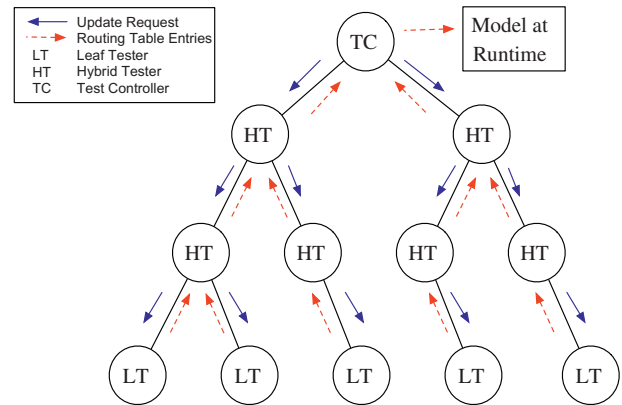 Update Request
Routing Table Entries
LT Leaf Tester
HT Hybrid Tester
TC Test Controller
TC
Model at
Runtime
HT
HT
HT
HT
HT
HT
LT
LT
LT
LT
LT